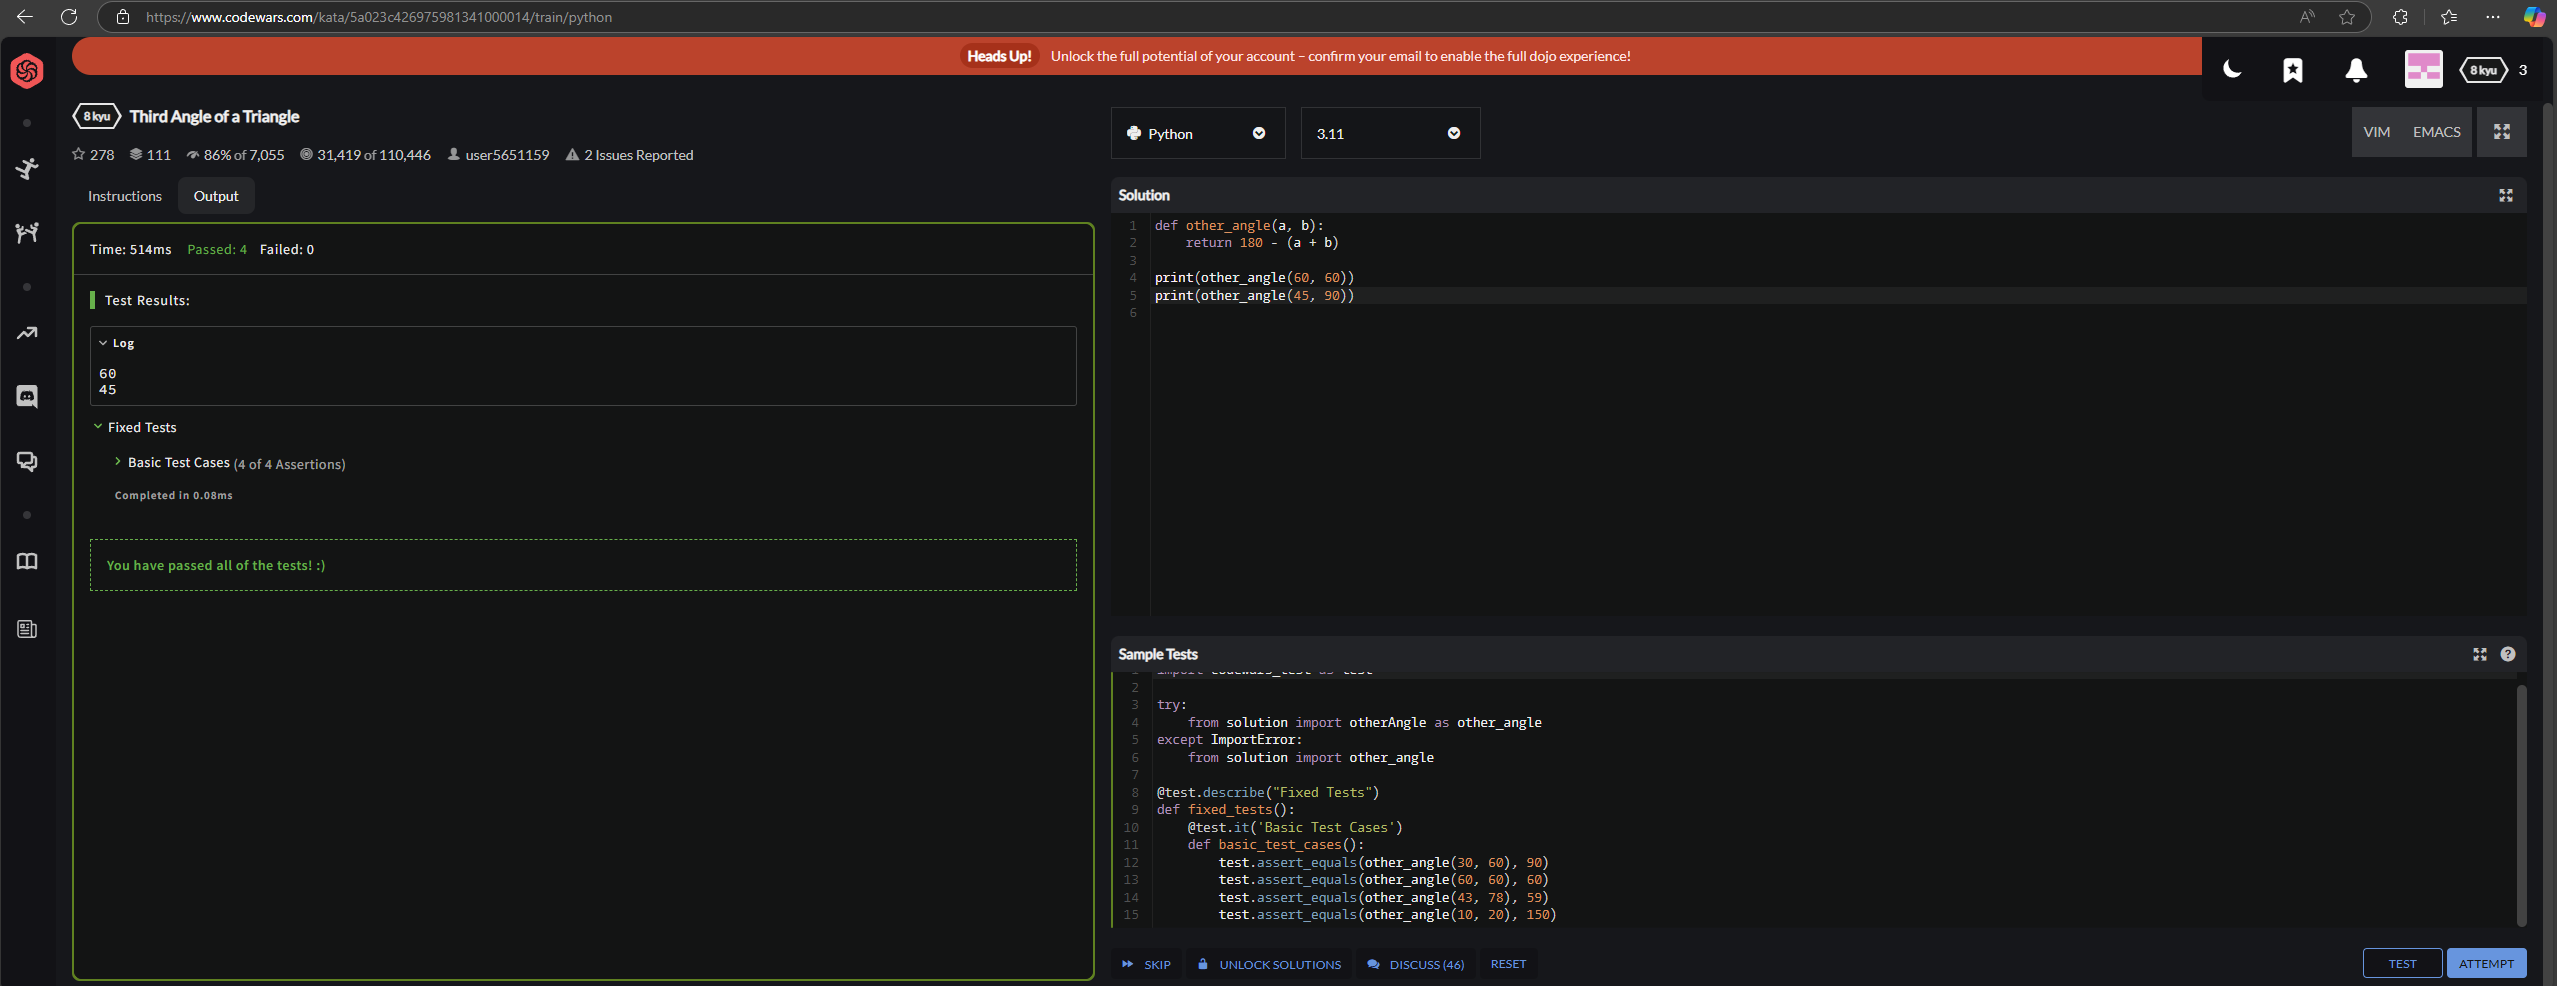 https://www.codewars.com/kata/5a023c426975981341000014/train/python
Heads Up! Unlock the full potential of your account – confirm your email to enable the full dojo experience!
8 kyu 3
8 kyu Third Angle of a Triangle
278 111 86% of 7,055 31,419 of 110,446 user5651159 2 Issues Reported
Instructions Output
Time: 514ms Passed: 4 Failed: 0
Test Results:
Log
60
45
Fixed Tests
Basic Test Cases (4 of 4 Assertions)
Completed in 0.08ms
You have passed all of the tests! :)
Python 3.11 VIM EMACS
Solution
1 def other_angle(a, b):
2     return 180 - (a + b)
3
4 print(other_angle(60, 60))
5 print(other_angle(45, 90))
6
Sample Tests
1 import codewars_test as test
2
3 try:
4     from solution import otherAngle as other_angle
5 except ImportError:
6     from solution import other_angle
7
8 @test.describe("Fixed Tests")
9 def fixed_tests():
10     @test.it('Basic Test Cases')
11     def basic_test_cases():
12         test.assert_equals(other_angle(30, 60), 90)
13         test.assert_equals(other_angle(60, 60), 60)
14         test.assert_equals(other_angle(43, 78), 59)
15         test.assert_equals(other_angle(10, 20), 150)
SKIP UNLOCK SOLUTIONS DISCUSS (46) RESET TEST ATTEMPT